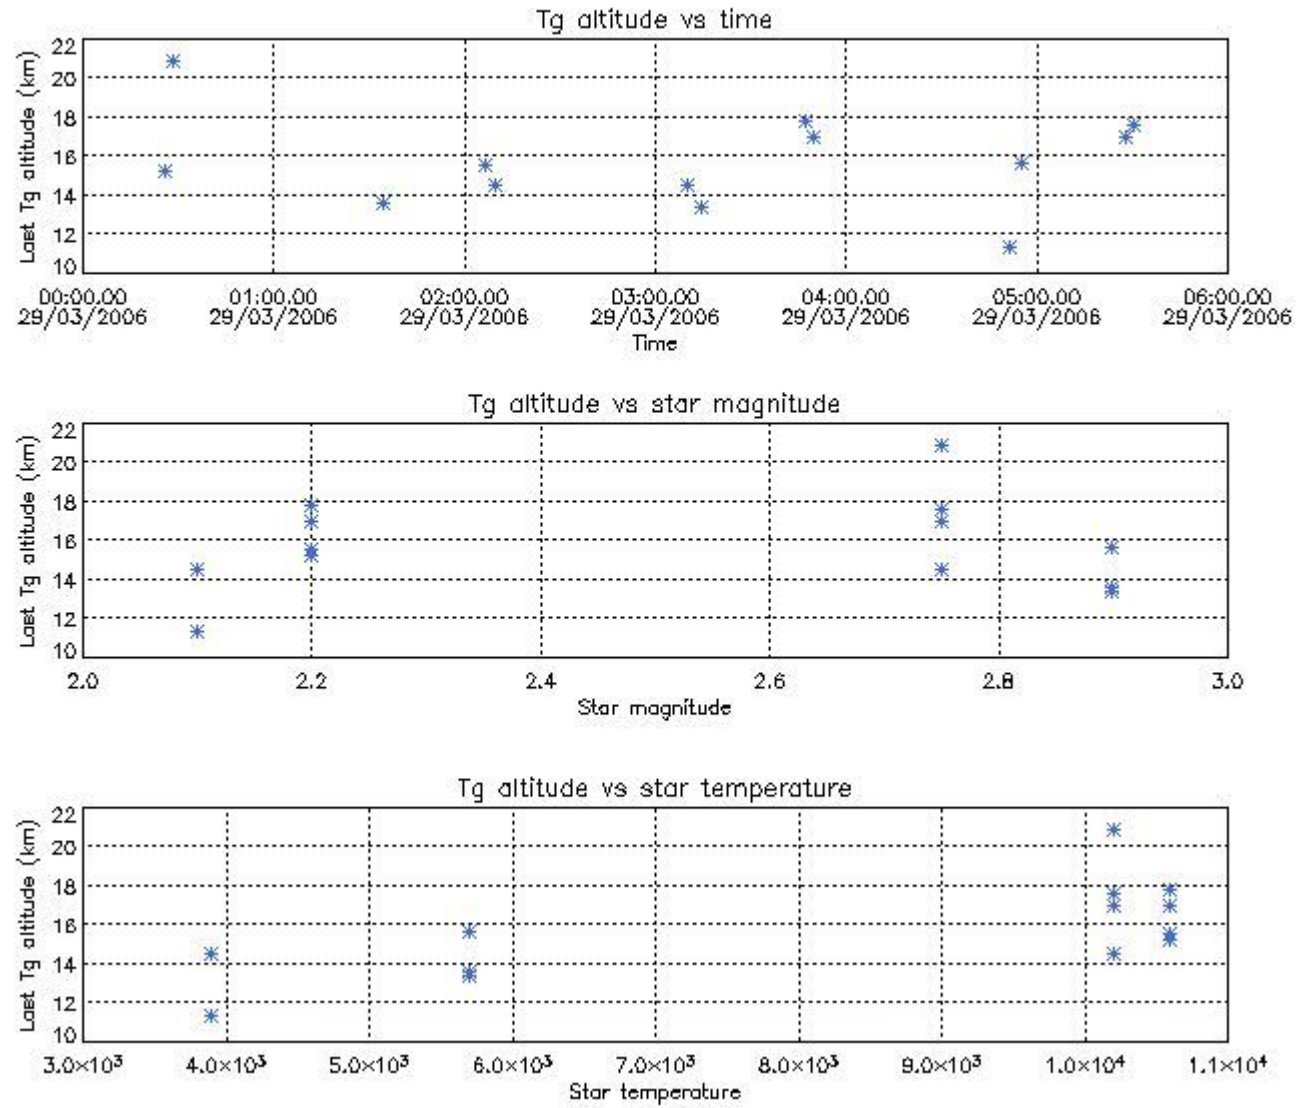 Tg altitude vs time
Last Tg altitude (km)
22
20
18
16
14
12
10
00:00.00 01:00.00 02:00.00 03:00.00 04:00.00 05:00.00 06:00.00
29/03/2006 29/03/2006 29/03/2006 29/03/2006 29/03/2006 29/03/2006 29/03/2006
Time
Tg altitude vs star magnitude
Last Tg altitude (km)
22
20
18
16
14
12
10
2.0 2.2 2.4 2.6 2.8 3.0
Star magnitude
Tg altitude vs star temperature
Last Tg altitude (km)
22
20
18
16
14
12
10
3.0×10³ 4.0×10³ 5.0×10³ 6.0×10³ 7.0×10³ 8.0×10³ 9.0×10³ 1.0×10⁴ 1.1×10⁴
Star temperature